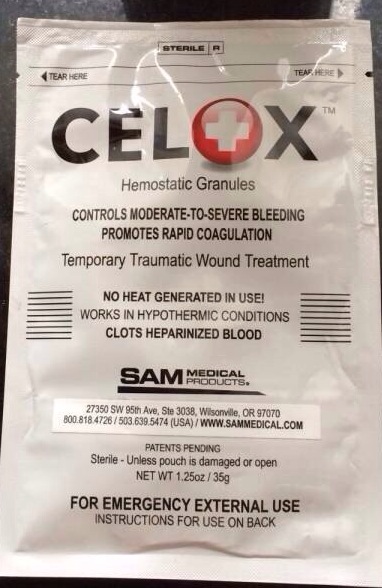 STERILE R
TEAR HERE TEAR HERE
CELOX™
Hemostatic Granules
CONTROLS MODERATE-TO-SEVERE BLEEDING
PROMOTES RAPID COAGULATION
Temporary Traumatic Wound Treatment
NO HEAT GENERATED IN USE!
WORKS IN HYPOTHERMIC CONDITIONS
CLOTS HEPARINIZED BLOOD
SAM MEDICAL PRODUCTS®
27350 SW 95th Ave, Ste 3038, Wilsonville, OR 97070
800.818.4726 / 503.639.5474 (USA) / WWW.SAMMEDICAL.COM
PATENTS PENDING
Sterile - Unless pouch is damaged or open
NET WT 1.25oz / 35g
FOR EMERGENCY EXTERNAL USE
INSTRUCTIONS FOR USE ON BACK